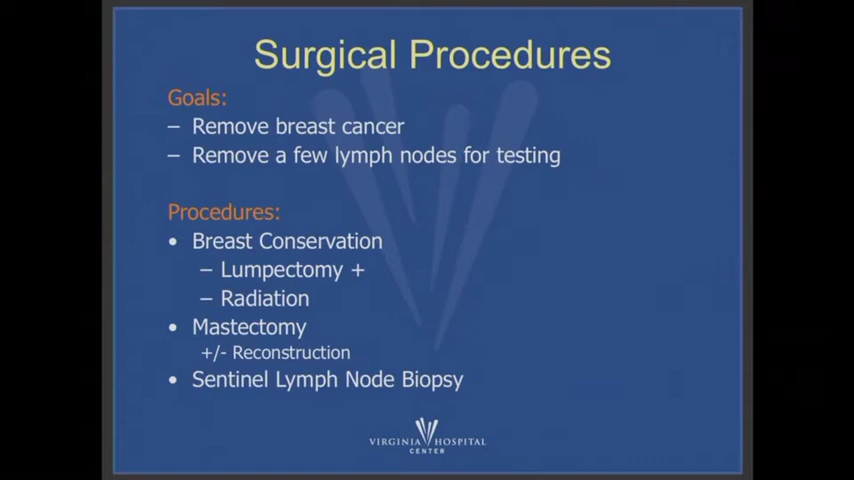 Surgical Procedures
Goals:
– Remove breast cancer
– Remove a few lymph nodes for testing
Procedures:
• Breast Conservation
– Lumpectomy +
– Radiation
• Mastectomy
+/- Reconstruction
• Sentinel Lymph Node Biopsy
VIRGINIA HOSPITAL
CENTER